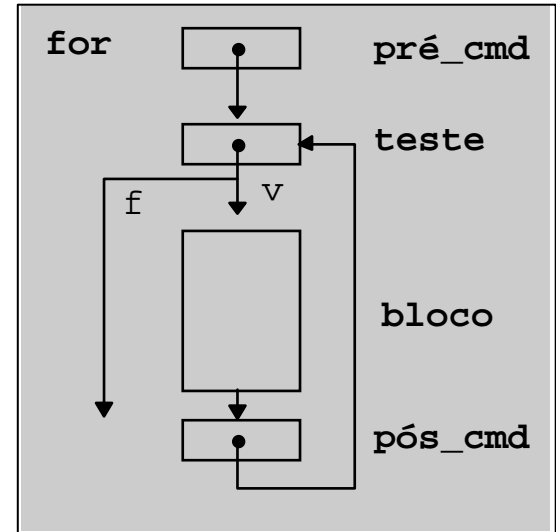 for
pré_cmd
teste
f
v
bloco
pós_cmd